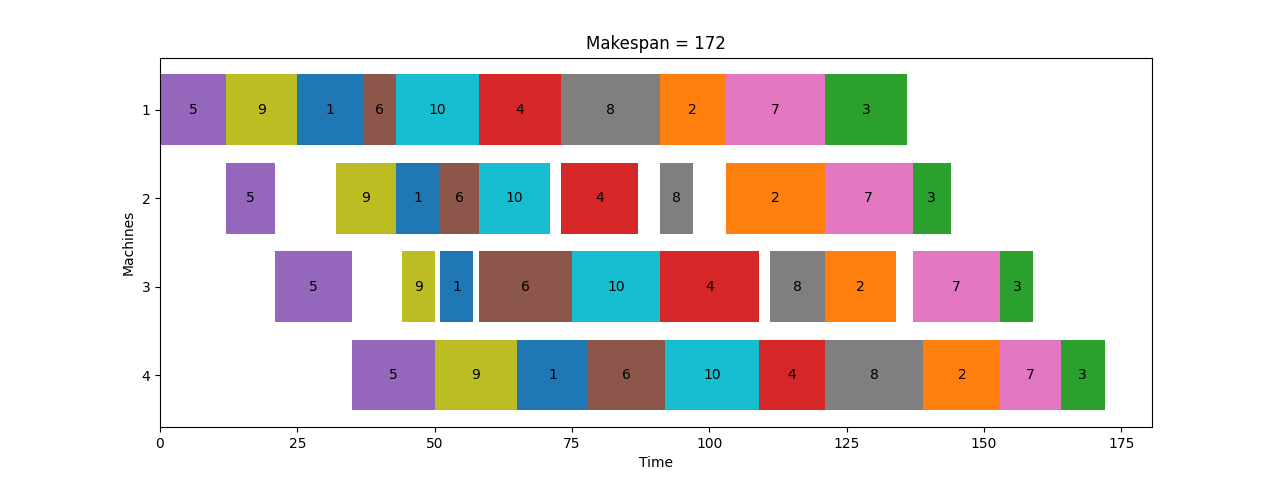 Makespan = 172
1 5 9 1 6 10 4 8 2 7 3
2 5 9 1 6 10 4 8 2 7 3
3 5 9 1 6 10 4 8 2 7 3
4 5 9 1 6 10 4 8 2 7 3
Machines
0 25 50 75 100 125 150 175
Time